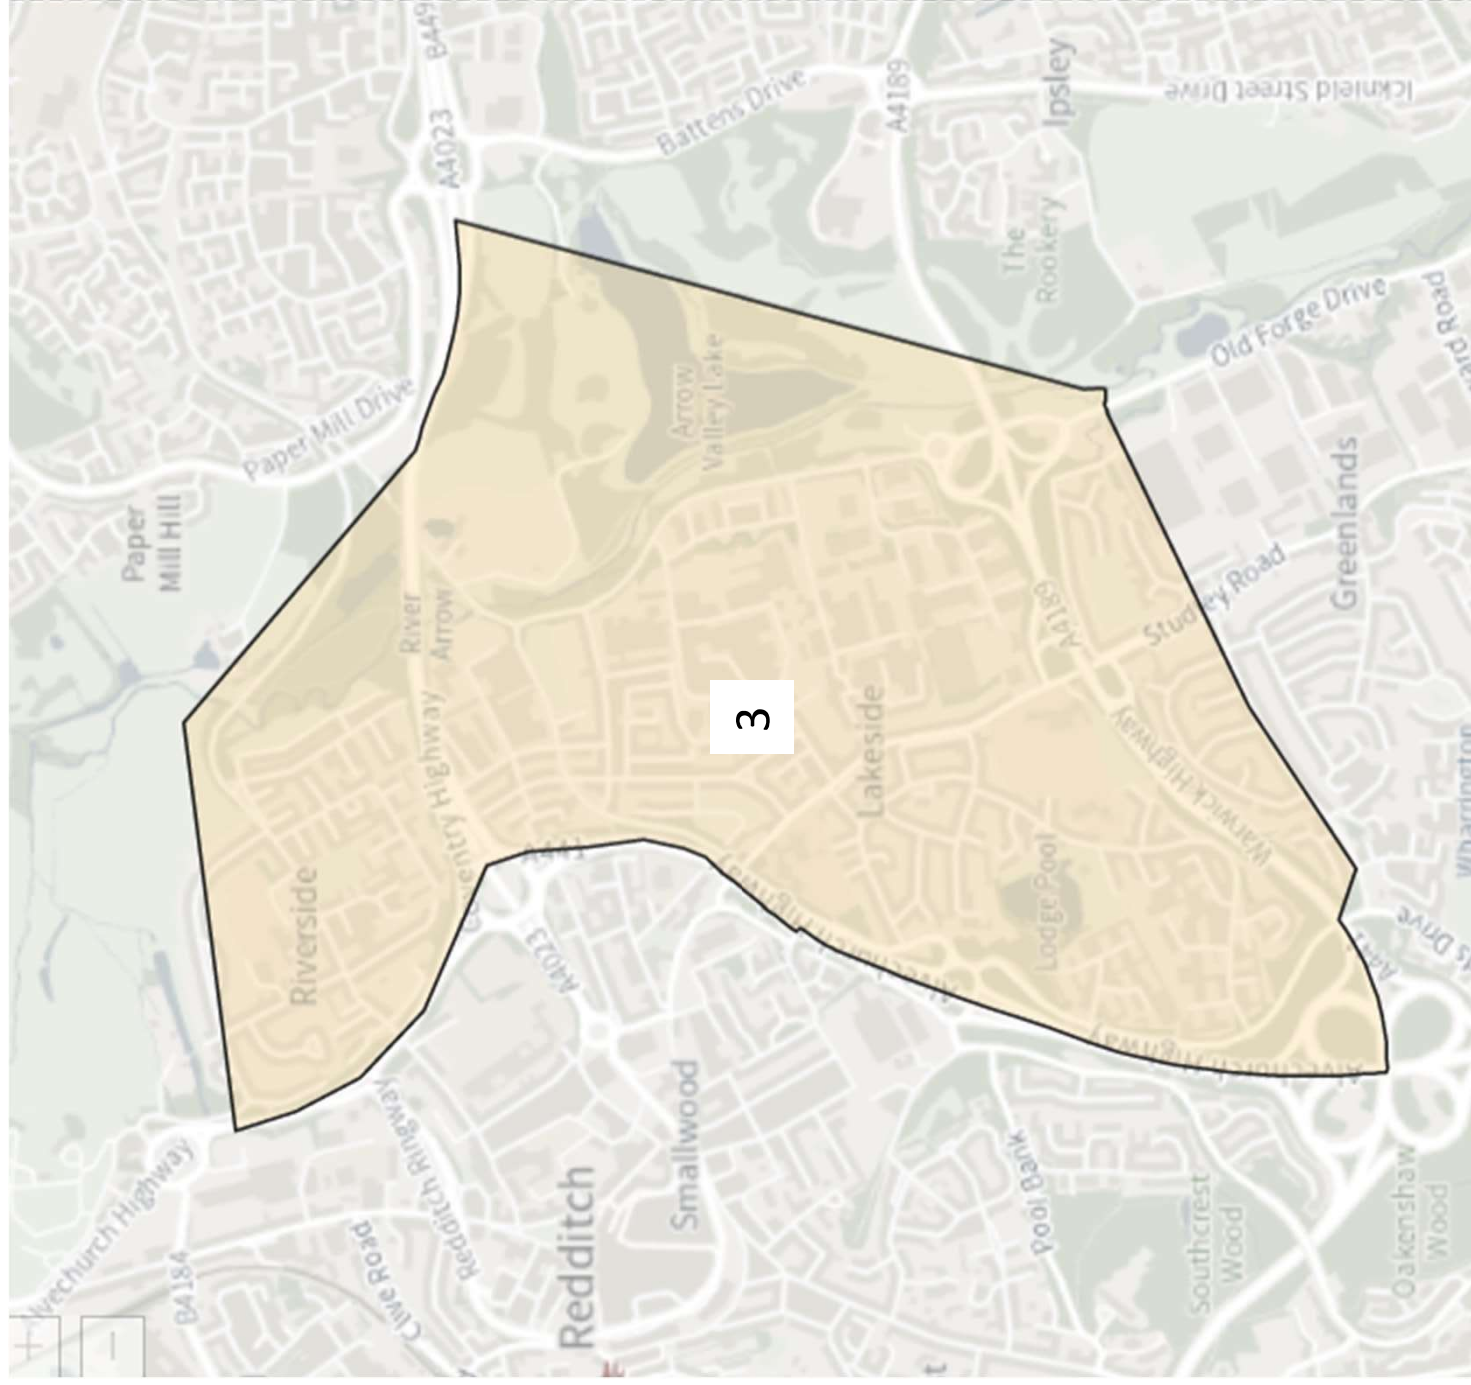 Redditch
Smallwood
Riverside
Lakeside
Greenlands
Ipsley
Paper
Mill Hill
The
Rookery
Arrow
Valley Lake
River
Arrow
Lodge Pool
Southcrest
Wood
Oakenshaw
Wood
Paper Mill Drive
Battens Drive
Icknield Street Drive
Old Forge Drive
Studley Road
Warwick Highway
Coventry Highway
Alvechurch Highway
Alvechurch Highway
Alvechurch Highway
Redditch Ringway
Clive Road
Pool Bank
B4184
A4023
A4023
A4189
A4189
A441
3
+
−